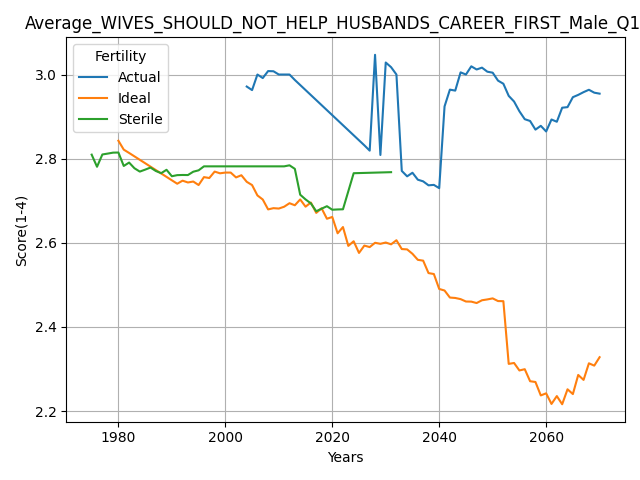 Average_WIVES_SHOULD_NOT_HELP_HUSBANDS_CAREER_FIRST_Male_Q1
Fertility
Actual
Ideal
Sterile
Score(1-4)
3.0
2.8
2.6
2.4
2.2
1980 2000 2020 2040 2060
Years